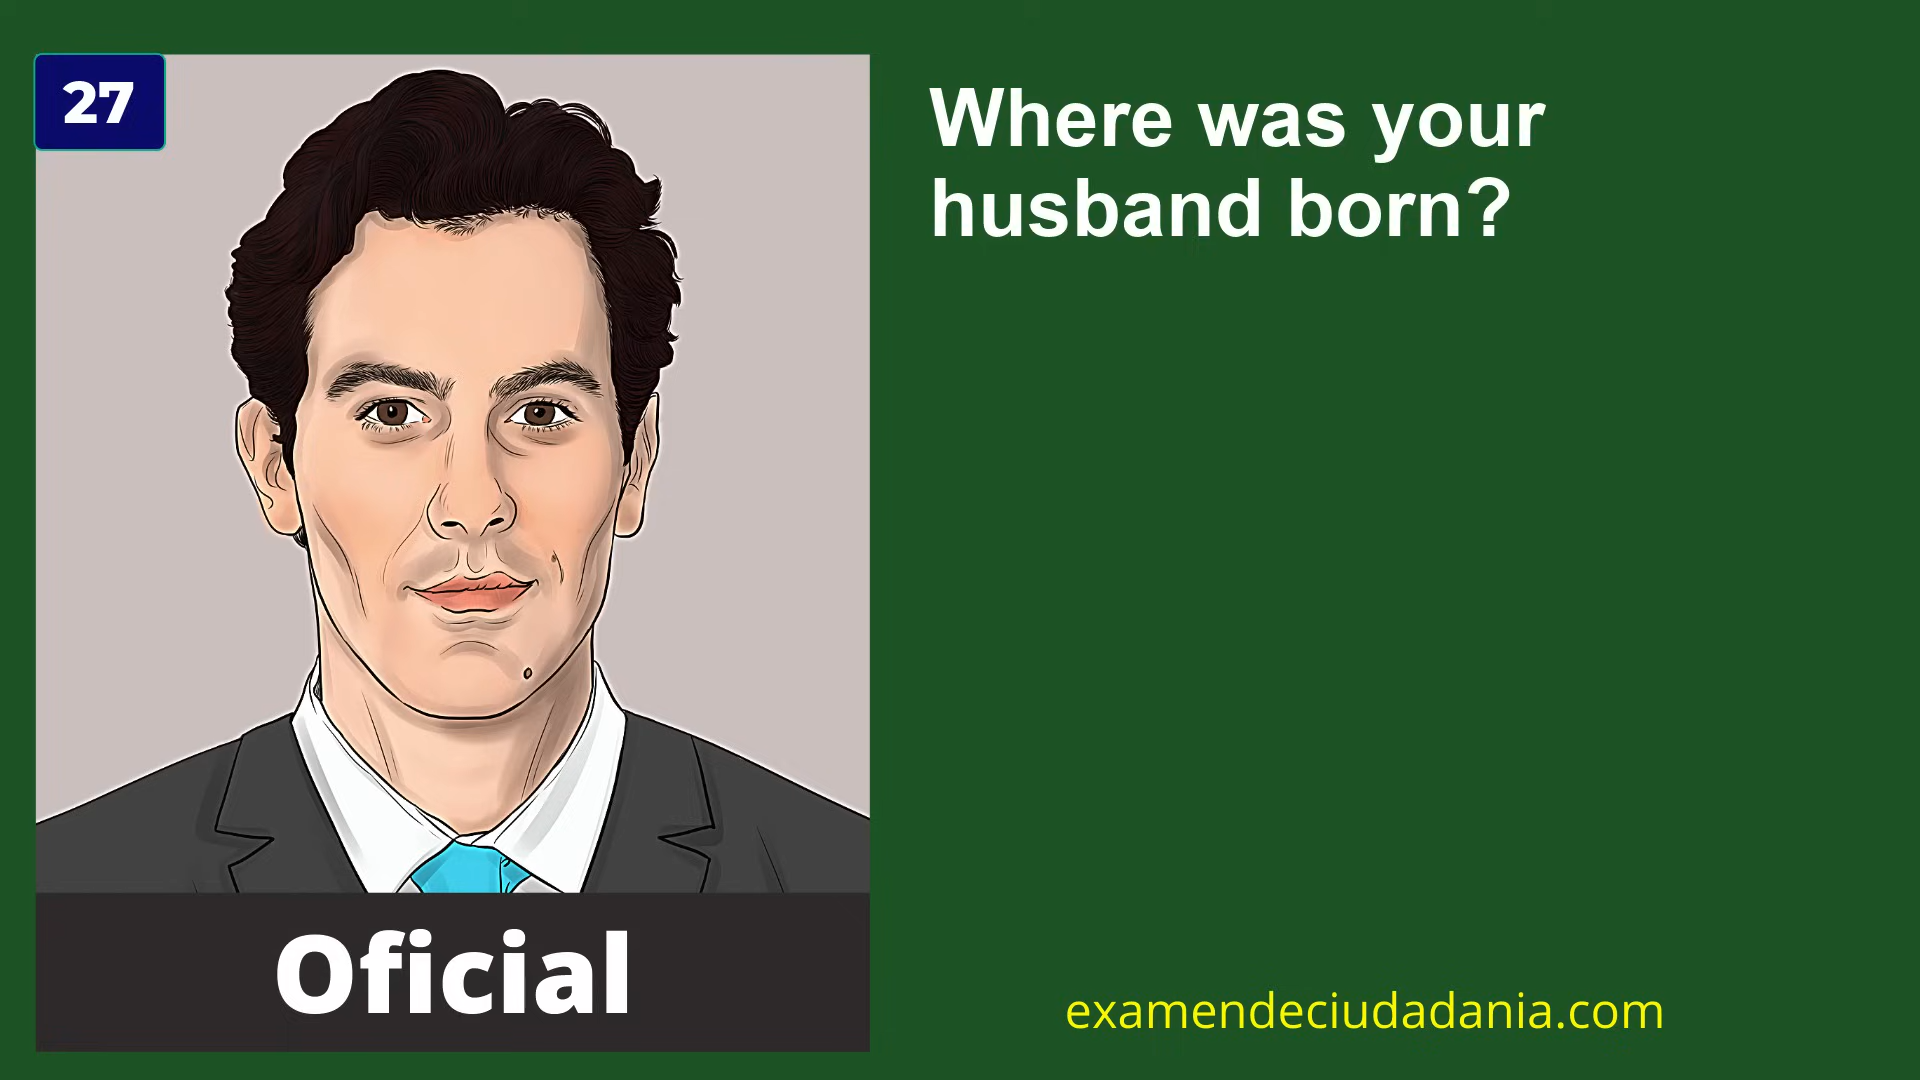 27
Where was your
husband born?
Oficial
examendeciudadania.com